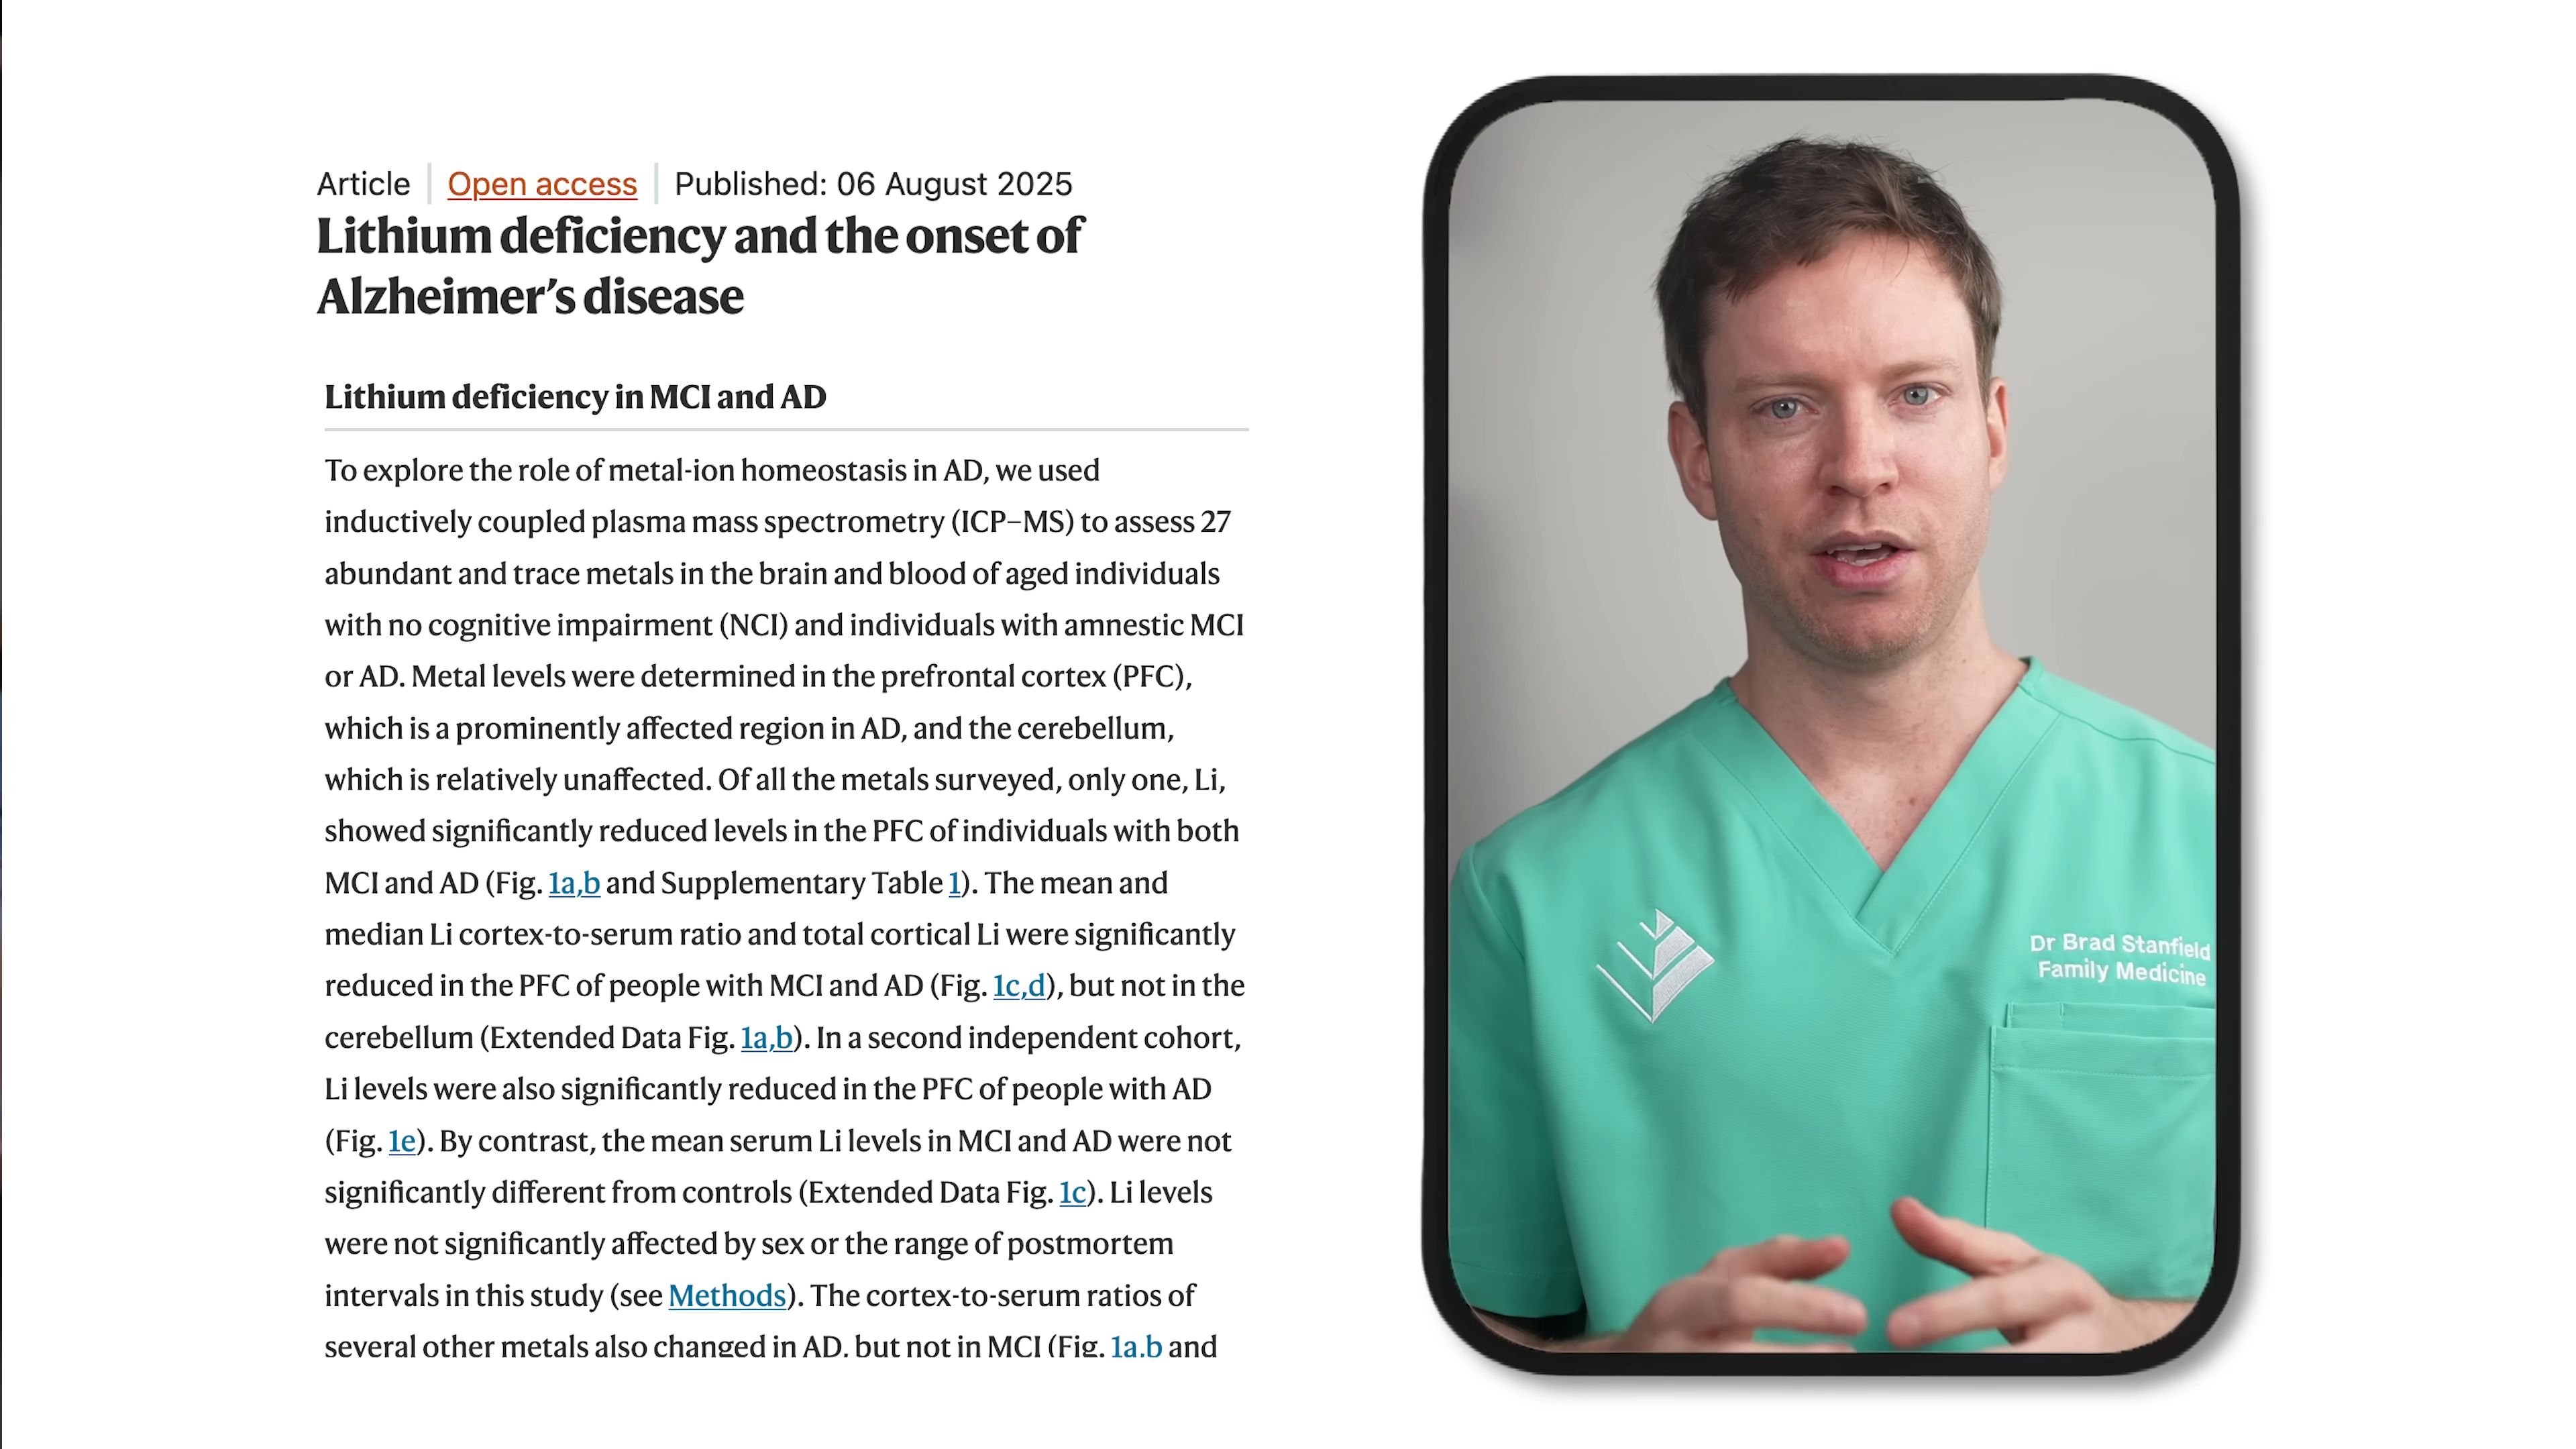 Article | Open access | Published: 06 August 2025
Lithium deficiency and the onset of
Alzheimer’s disease
Lithium deficiency in MCI and AD
To explore the role of metal-ion homeostasis in AD, we used
inductively coupled plasma mass spectrometry (ICP–MS) to assess 27
abundant and trace metals in the brain and blood of aged individuals
with no cognitive impairment (NCI) and individuals with amnestic MCI
or AD. Metal levels were determined in the prefrontal cortex (PFC),
which is a prominently affected region in AD, and the cerebellum,
which is relatively unaffected. Of all the metals surveyed, only one, Li,
showed significantly reduced levels in the PFC of individuals with both
MCI and AD (Fig. 1a,b and Supplementary Table 1). The mean and
median Li cortex-to-serum ratio and total cortical Li were significantly
reduced in the PFC of people with MCI and AD (Fig. 1c,d), but not in the
cerebellum (Extended Data Fig. 1a,b). In a second independent cohort,
Li levels were also significantly reduced in the PFC of people with AD
(Fig. 1e). By contrast, the mean serum Li levels in MCI and AD were not
significantly different from controls (Extended Data Fig. 1c). Li levels
were not significantly affected by sex or the range of postmortem
intervals in this study (see Methods). The cortex-to-serum ratios of
several other metals also changed in AD, but not in MCI (Fig. 1a,b and
Dr Brad Stanfield
Family Medicine